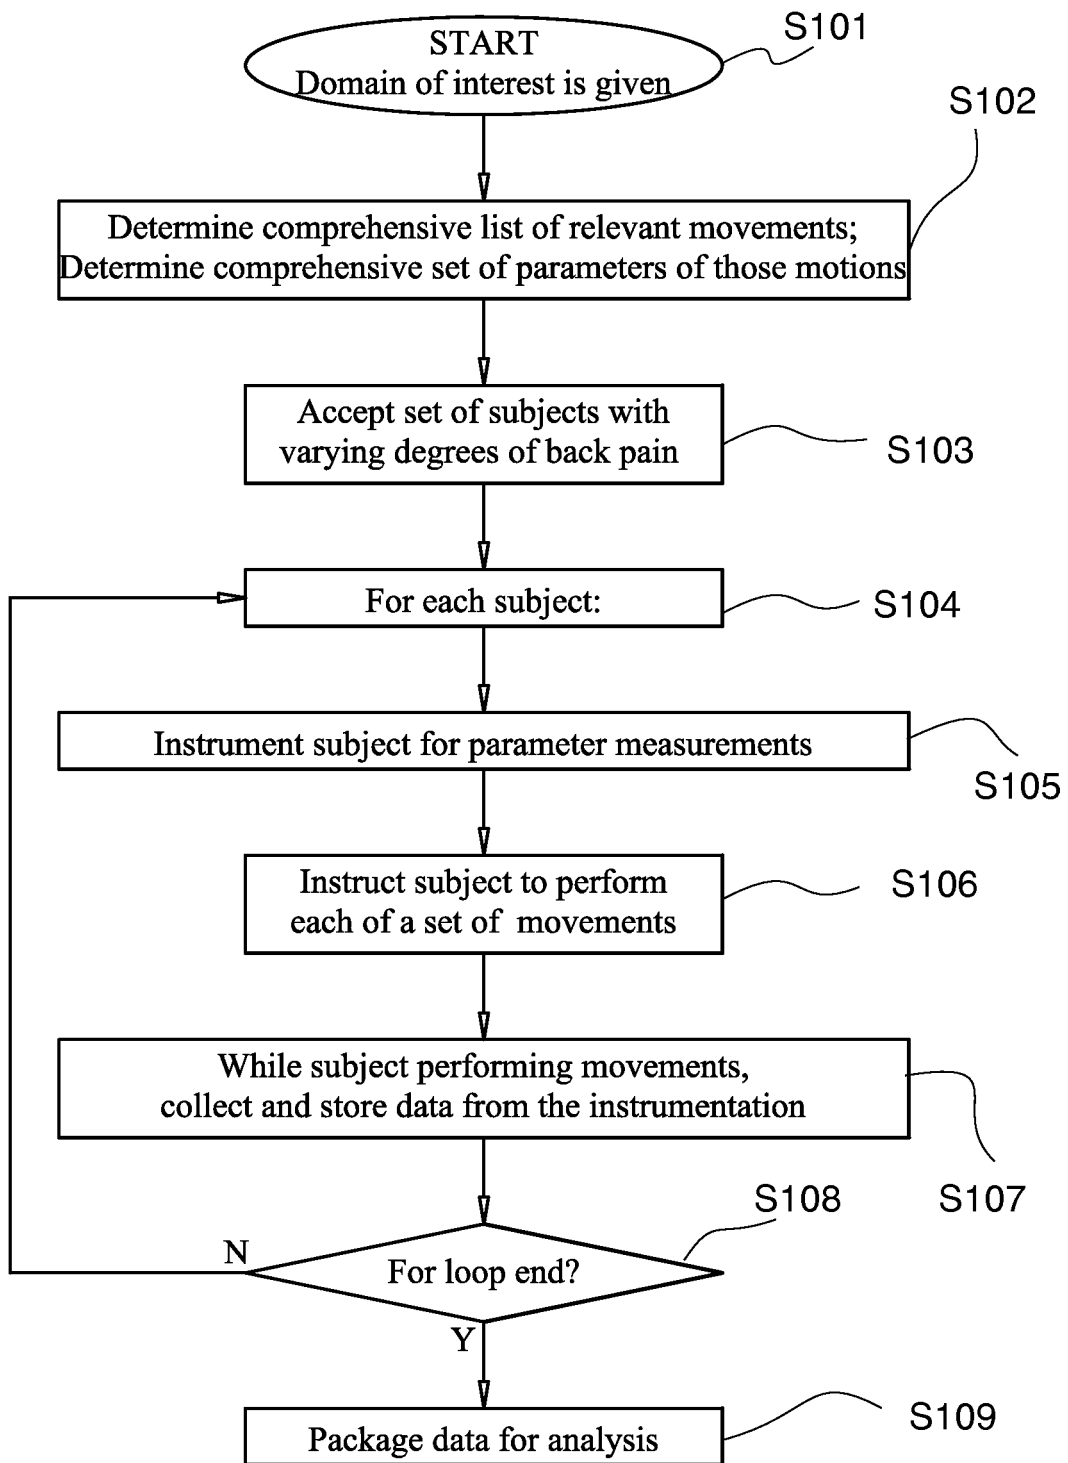 START
Domain of interest is given
S101
S102
Determine comprehensive list of relevant movements;
Determine comprehensive set of parameters of those motions
Accept set of subjects with
varying degrees of back pain
S103
For each subject:
S104
Instrument subject for parameter measurements
S105
Instruct subject to perform
each of a set of movements
S106
While subject performing movements,
collect and store data from the instrumentation
S107
S108
N
For loop end?
Y
Package data for analysis
S109